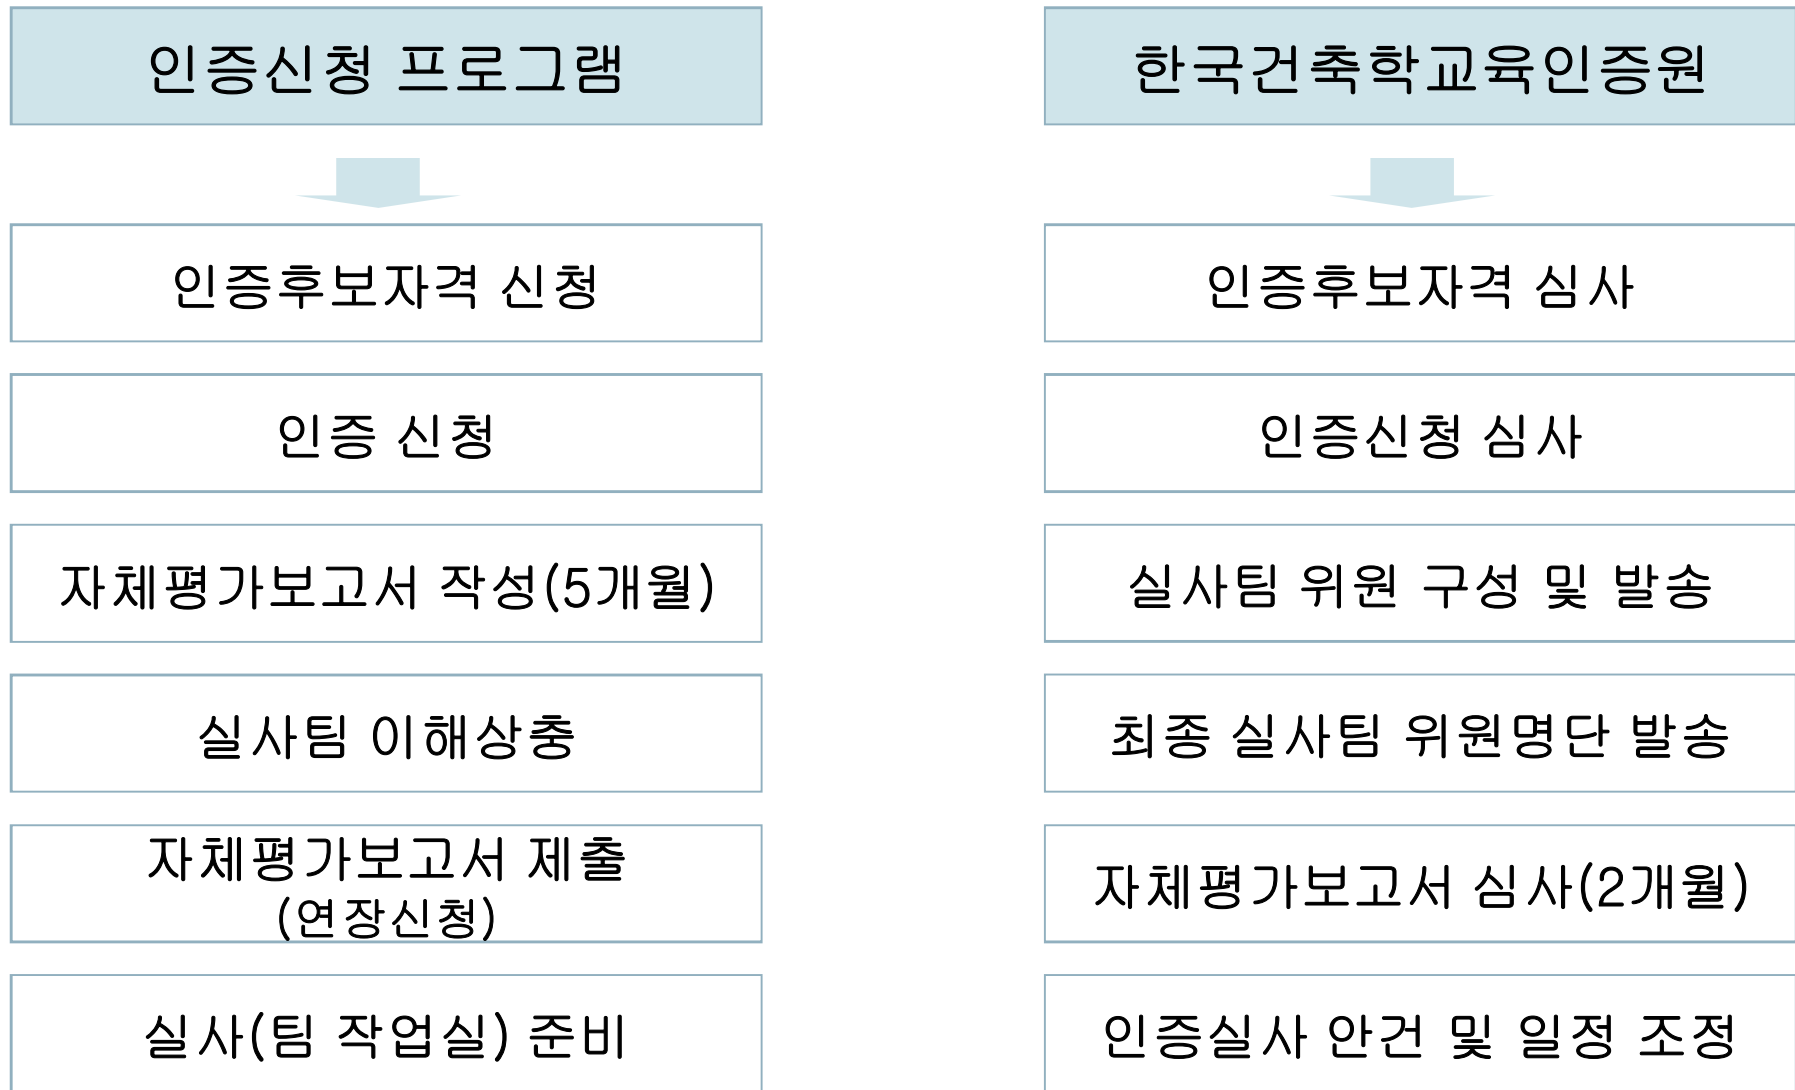 인증신청 프로그램
한국건축학교육인증원
인증후보자격 신청
인증후보자격 심사
인증 신청
인증신청 심사
자체평가보고서 작성(5개월)
실사팀 위원 구성 및 발송
실사팀 이해상충
최종 실사팀 위원명단 발송
자체평가보고서 제출
(연장신청)
자체평가보고서 심사(2개월)
실사(팀 작업실) 준비
인증실사 안건 및 일정 조정